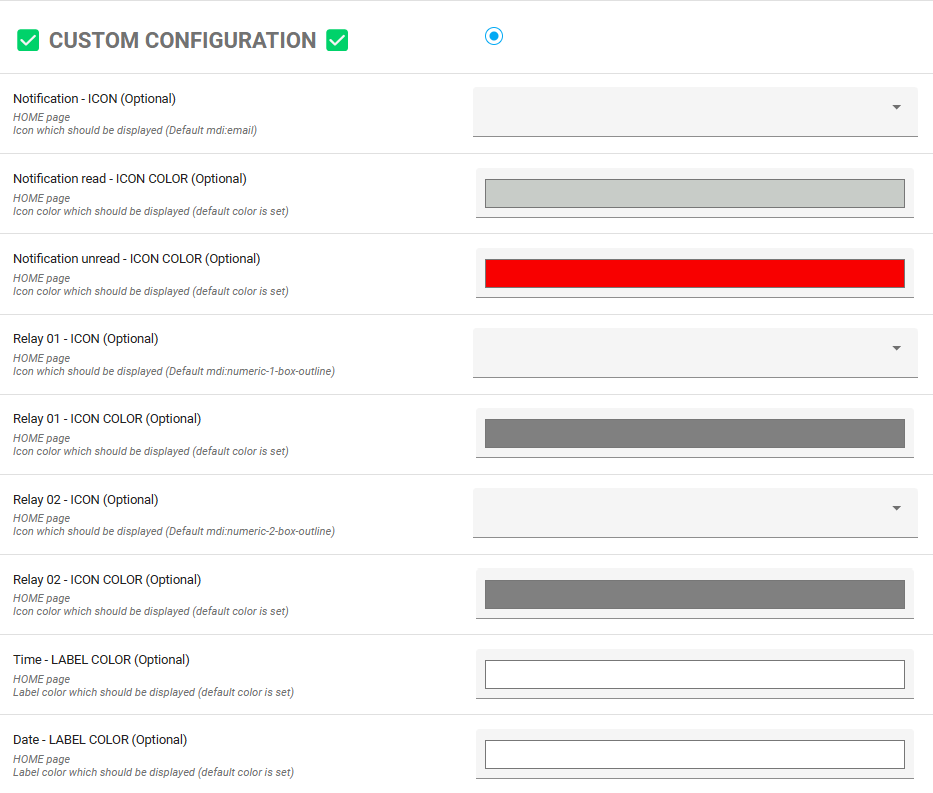 CUSTOM CONFIGURATION
Notification - ICON (Optional)
HOME page
Icon which should be displayed (Default mdi:email)
Notification read - ICON COLOR (Optional)
HOME page
Icon color which should be displayed (default color is set)
Notification unread - ICON COLOR (Optional)
HOME page
Icon color which should be displayed (default color is set)
Relay 01 - ICON (Optional)
HOME page
Icon which should be displayed (Default mdi:numeric-1-box-outline)
Relay 01 - ICON COLOR (Optional)
HOME page
Icon color which should be displayed (default color is set)
Relay 02 - ICON (Optional)
HOME page
Icon which should be displayed (Default mdi:numeric-2-box-outline)
Relay 02 - ICON COLOR (Optional)
HOME page
Icon color which should be displayed (default color is set)
Time - LABEL COLOR (Optional)
HOME page
Label color which should be displayed (default color is set)
Date - LABEL COLOR (Optional)
HOME page
Label color which should be displayed (default color is set)